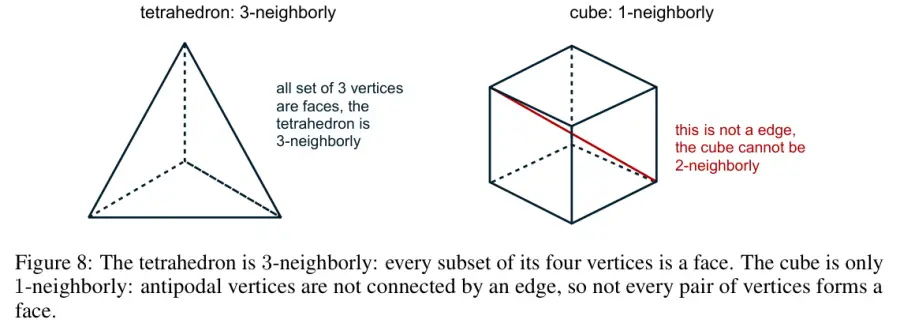 tetrahedron: 3-neighborly
cube: 1-neighborly
all set of 3 vertices
are faces, the
tetrahedron is
3-neighborly
this is not a edge,
the cube cannot be
2-neighborly
Figure 8: The tetrahedron is 3-neighborly: every subset of its four vertices is a face. The cube is only
1-neighborly: antipodal vertices are not connected by an edge, so not every pair of vertices forms a
face.